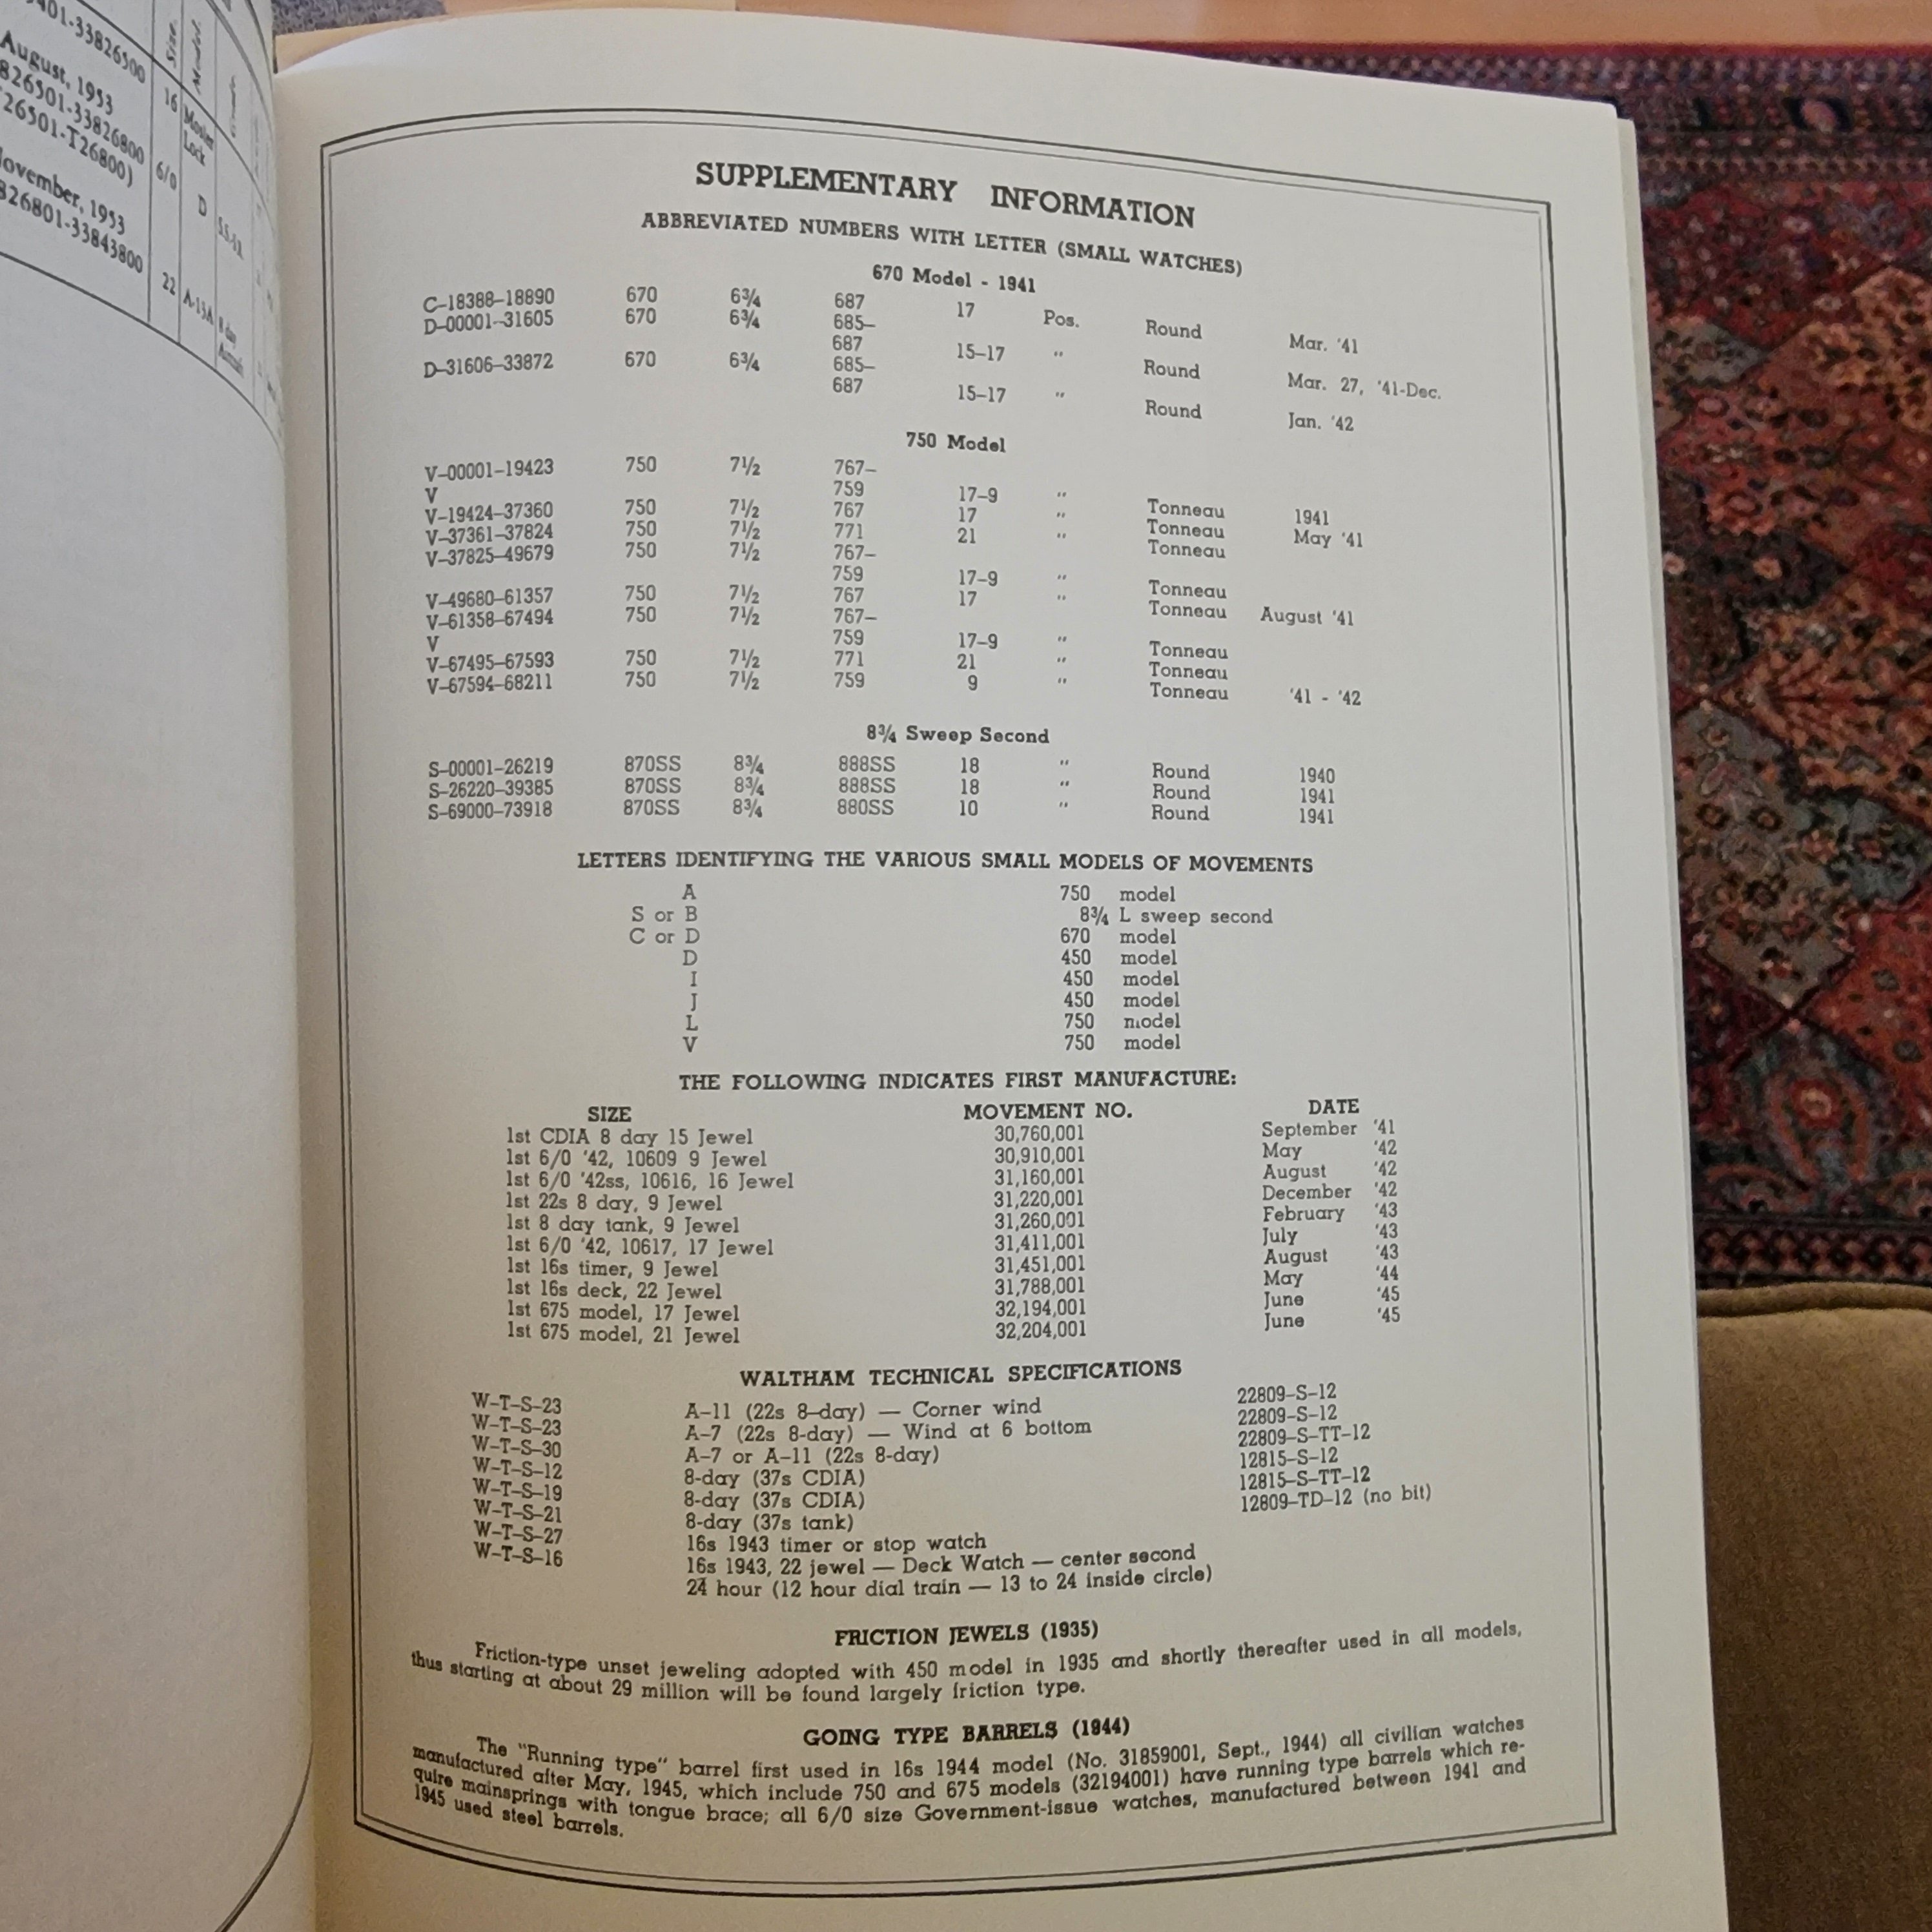 401-33826500
August, 1953
826501-33826800
T26501-T26800)
November, 1953
826801-33843800
Size.
Model.
16
Mosler
Lock
6/0
D
22
A-13A
8 day
SUPPLEMENTARY INFORMATION
ABBREVIATED NUMBERS WITH LETTER (SMALL WATCHES)
670 Model - 1941
C-18388-18890 670 6¾ 687 17 Pos. Round Mar. '41
D-00001-31605 670 6¾ 685-
687 15-17 " Round Mar. 27, '41-Dec.
D-31606-33872 670 6¾ 685-
687 15-17 " Round Jan. '42
750 Model
V-00001-19423 750 7½ 767-
V 759 17-9 " Tonneau 1941
V-19424-37360 750 7½ 767 17 " Tonneau May '41
V-37361-37824 750 7½ 771 21 " Tonneau
V-37825-49679 750 7½ 767-
759 17-9 " Tonneau
V-49680-61357 750 7½ 767 17 " Tonneau August '41
V-61358-67494 750 7½ 767-
V 759 17-9 " Tonneau
V-67495-67593 750 7½ 771 21 " Tonneau
V-67594-68211 750 7½ 759 9 " Tonneau '41 - '42
8¾ Sweep Second
S-00001-26219 870SS 8¾ 888SS 18 " Round 1940
S-26220-39385 870SS 8¾ 888SS 18 " Round 1941
S-69000-73918 870SS 8¾ 880SS 10 " Round 1941
LETTERS IDENTIFYING THE VARIOUS SMALL MODELS OF MOVEMENTS
A 750 model
S or B 8¾ L sweep second
C or D 670 model
D 450 model
I 450 model
J 450 model
L 750 model
V 750 model
THE FOLLOWING INDICATES FIRST MANUFACTURE:
SIZE MOVEMENT NO. DATE
1st CDIA 8 day 15 Jewel 30,760,001 September '41
1st 6/0 '42, 10609 9 Jewel 30,910,001 May '42
1st 6/0 '42ss, 10616, 16 Jewel 31,160,001 August '42
1st 22s 8 day, 9 Jewel 31,220,001 December '42
1st 8 day tank, 9 Jewel 31,260,001 February '43
1st 6/0 '42, 10617, 17 Jewel 31,411,001 July '43
1st 16s timer, 9 Jewel 31,451,001 August '43
1st 16s deck, 22 Jewel 31,788,001 May '44
1st 675 model, 17 Jewel 32,194,001 June '45
1st 675 model, 21 Jewel 32,204,001 June '45
WALTHAM TECHNICAL SPECIFICATIONS
W-T-S-23 A-11 (22s 8-day) — Corner wind 22809-S-12
W-T-S-23 A-7 (22s 8-day) — Wind at 6 bottom 22809-S-12
W-T-S-30 A-7 or A-11 (22s 8-day) 22809-S-TT-12
W-T-S-12 8-day (37s CDIA) 12815-S-12
W-T-S-19 8-day (37s CDIA) 12815-S-TT-12
W-T-S-21 8-day (37s tank) 12809-TD-12 (no bit)
W-T-S-27 16s 1943 timer or stop watch
W-T-S-16 16s 1943, 22 jewel — Deck Watch — center second
24 hour (12 hour dial train — 13 to 24 inside circle)
FRICTION JEWELS (1935)
Friction-type unset jeweling adopted with 450 model in 1935 and shortly thereafter used in all models,
thus starting at about 29 million will be found largely friction type.
GOING TYPE BARRELS (1944)
The "Running type" barrel first used in 16s 1944 model (No. 31859001, Sept., 1944) all civilian watches
manufactured after May, 1945, which include 750 and 675 models (32194001) have running type barrels which re-
quire mainsprings with tongue brace; all 6/0 size Government-issue watches, manufactured between 1941 and
1945 used steel barrels.